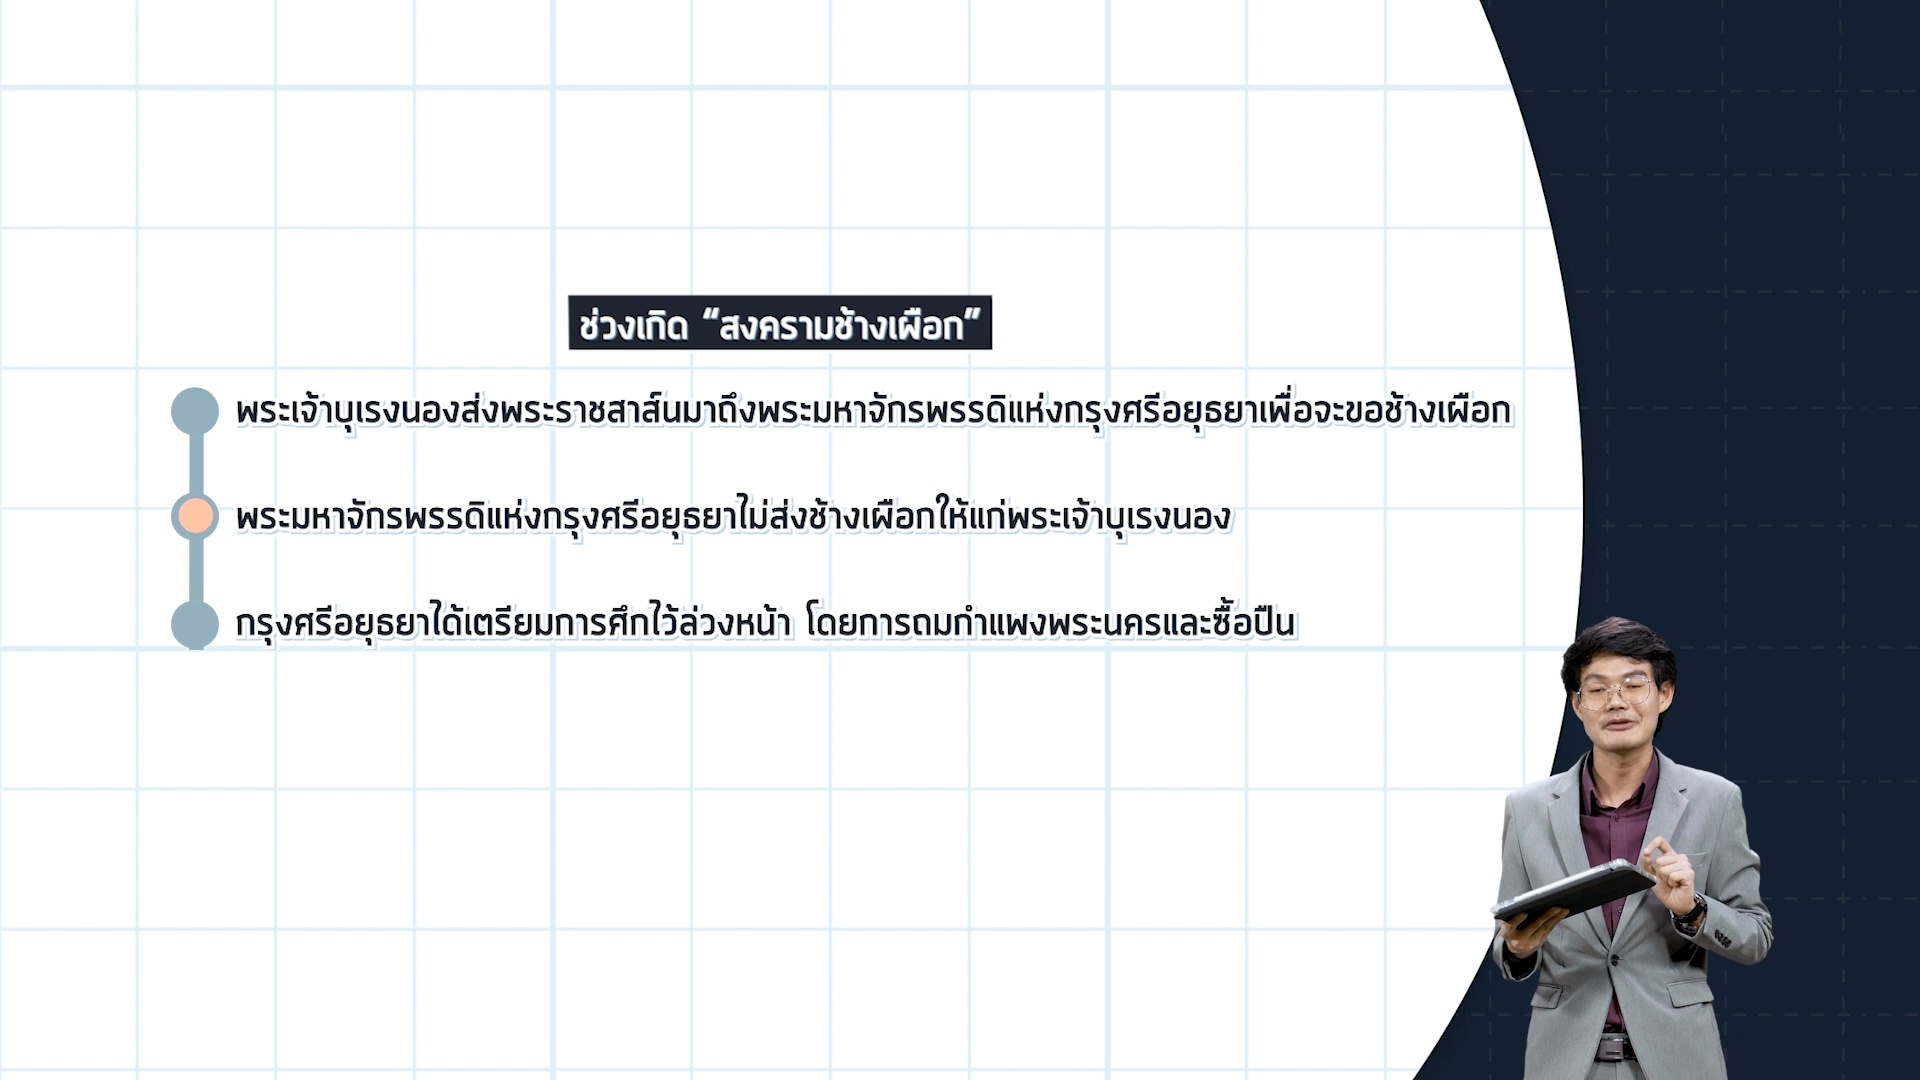 ช่วงเกิด “สงครามช้างเผือก”
พระเจ้าบุเรงนองส่งพระราชสาส์นมาถึงพระมหาจักรพรรดิแห่งกรุงศรีอยุธยาเพื่อจะขอช้างเผือก
พระมหาจักรพรรดิแห่งกรุงศรีอยุธยาไม่ส่งช้างเผือกให้แก่พระเจ้าบุเรงนอง
กรุงศรีอยุธยาได้เตรียมการศึกไว้ล่วงหน้า โดยการถมกำแพงพระนครและซื้อปืน